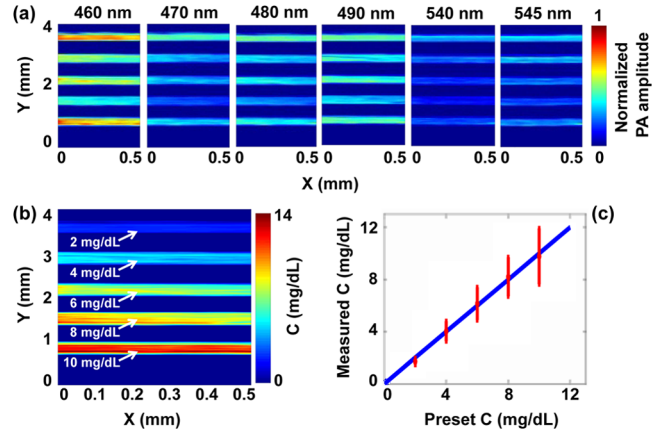 (a)
460 nm 470 nm 480 nm 490 nm 540 nm 545 nm
4
2
0
Y (mm)
0 0.5 0 0.5 0 0.5 0 0.5 0 0.5 0 0.5
X (mm)
1
0
Normalized
PA amplitude
(b)
4
3
2
1
0
Y (mm)
2 mg/dL
4 mg/dL
6 mg/dL
8 mg/dL
10 mg/dL
0 0.1 0.2 0.3 0.4 0.5
X (mm)
14
0
C (mg/dL)
(c)
12
8
4
0
Measured C (mg/dL)
0 4 8 12
Preset C (mg/dL)